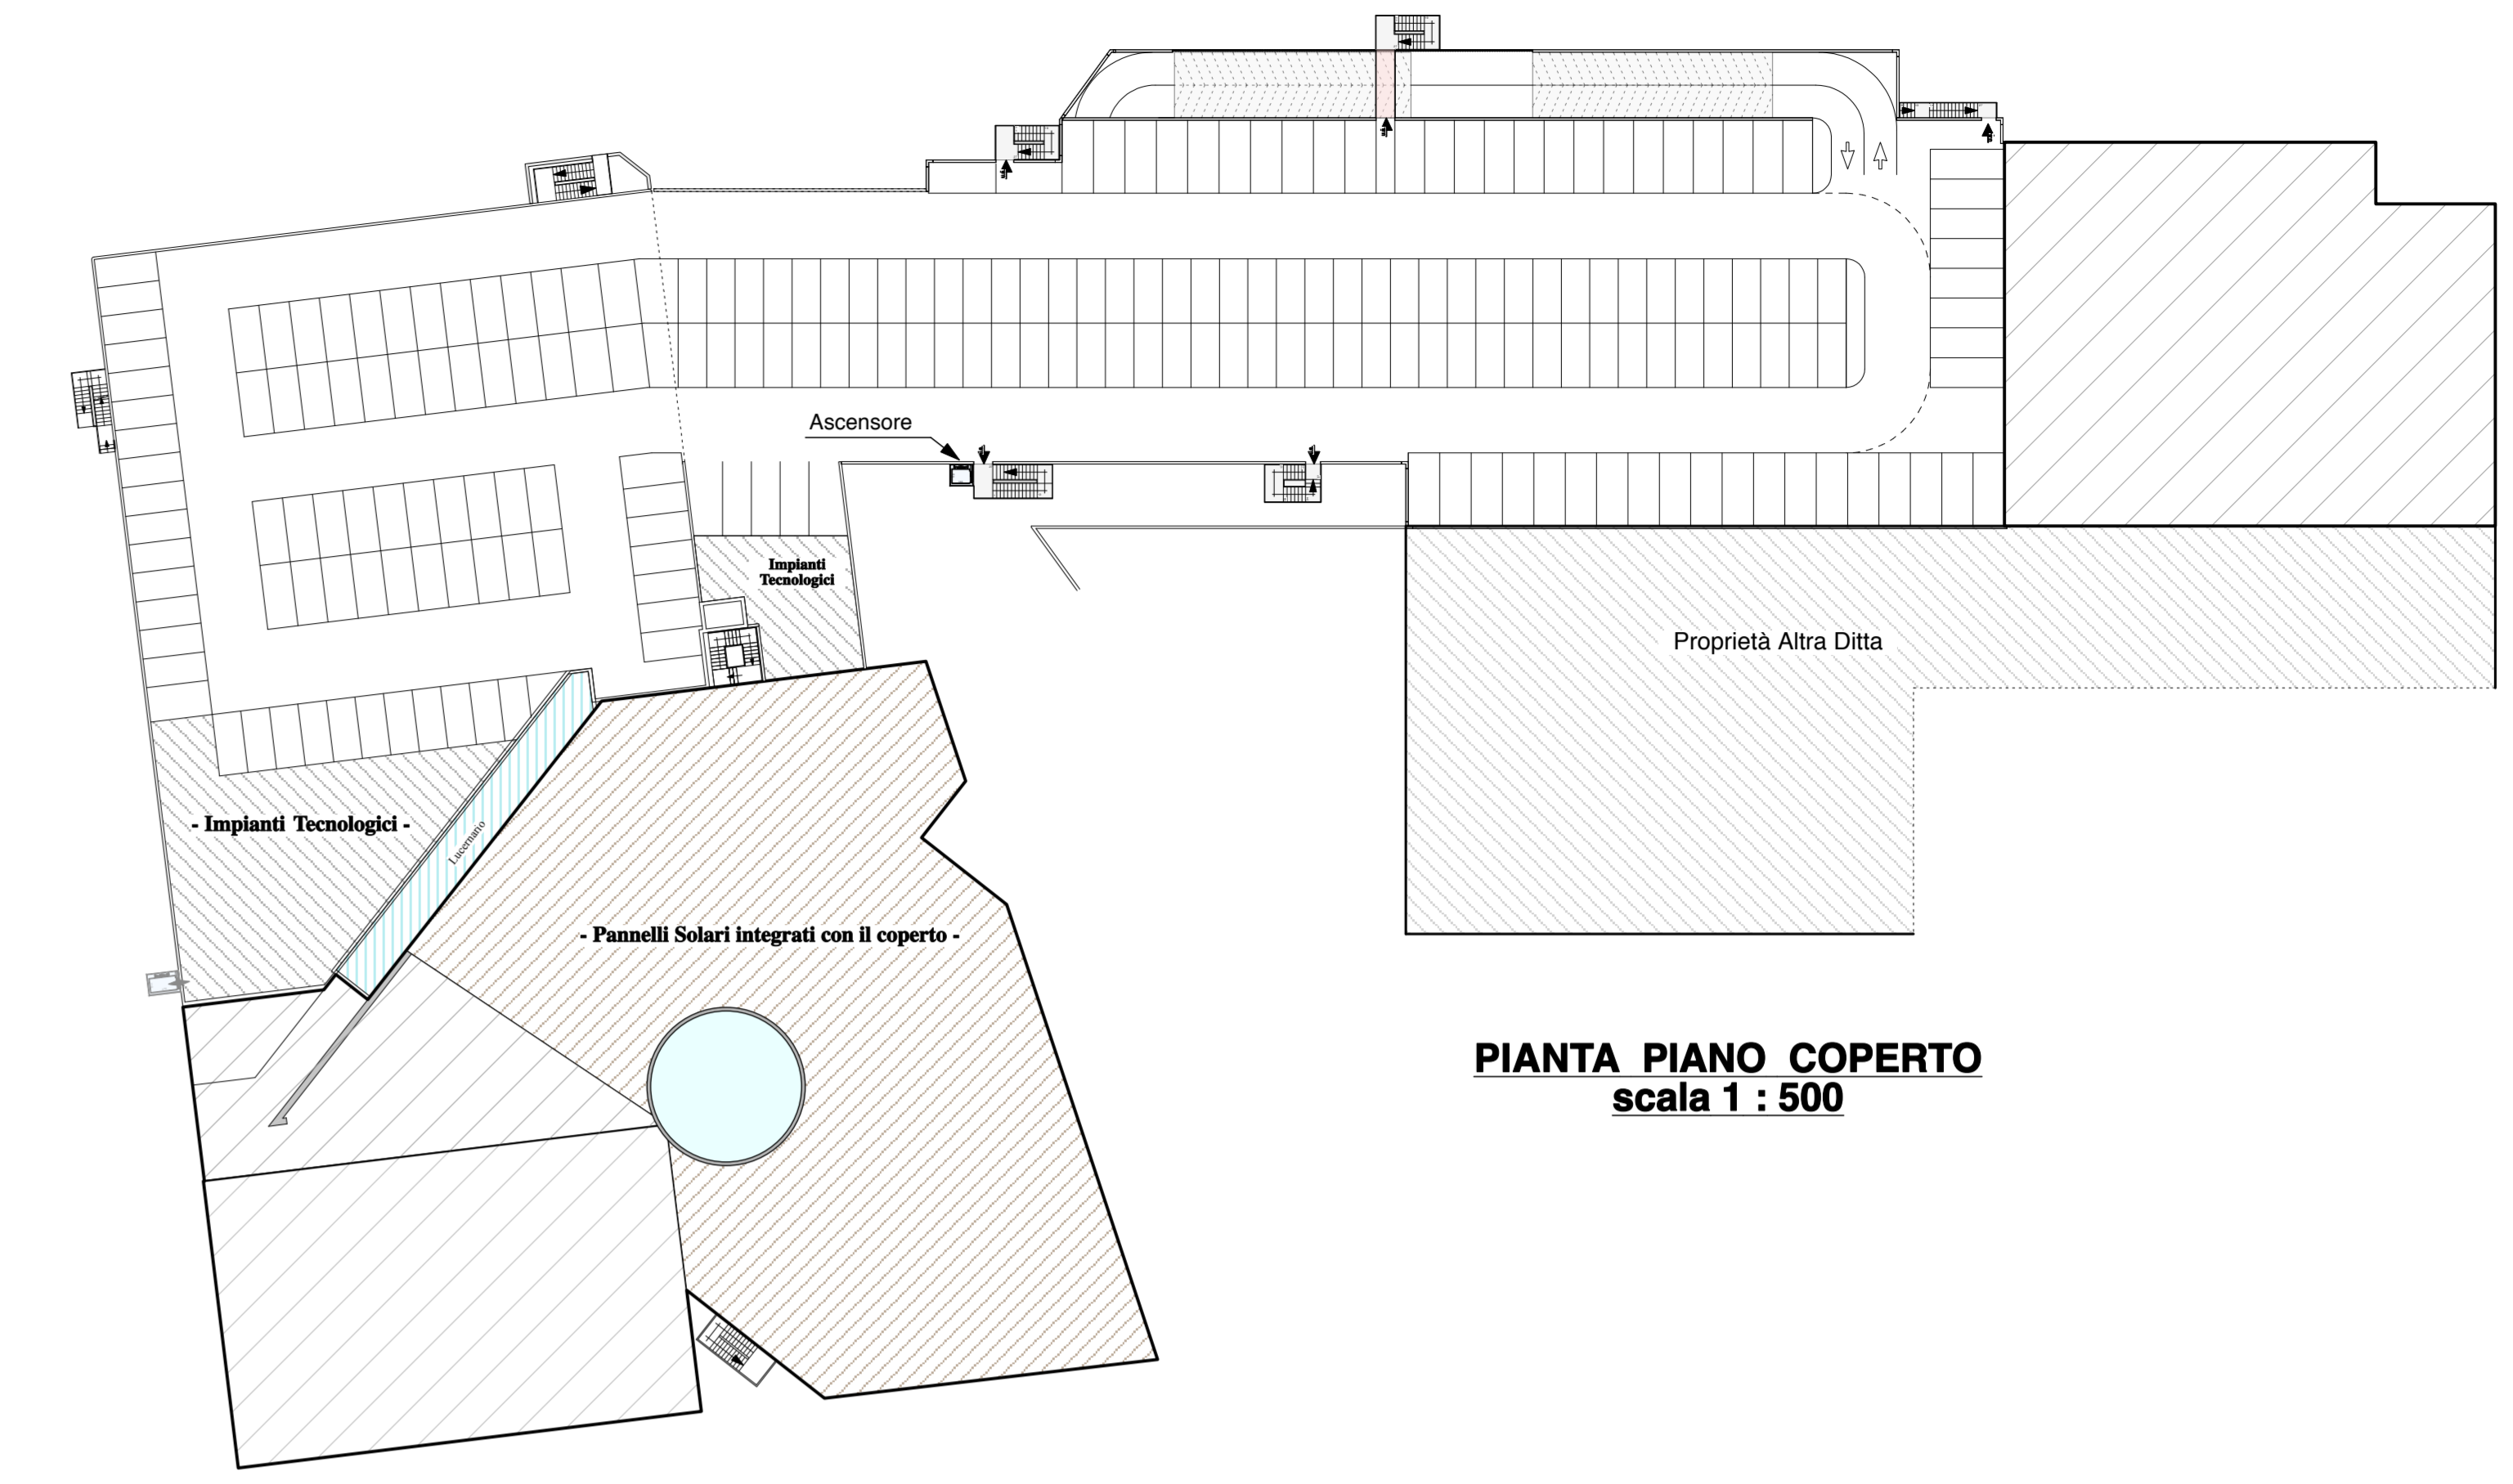 Ascensore
Impianti
Tecnologici
Proprietà Altra Ditta
- Impianti Tecnologici -
Lucernario
- Pannelli Solari integrati con il coperto -
PIANTA PIANO COPERTO
scala 1 : 500